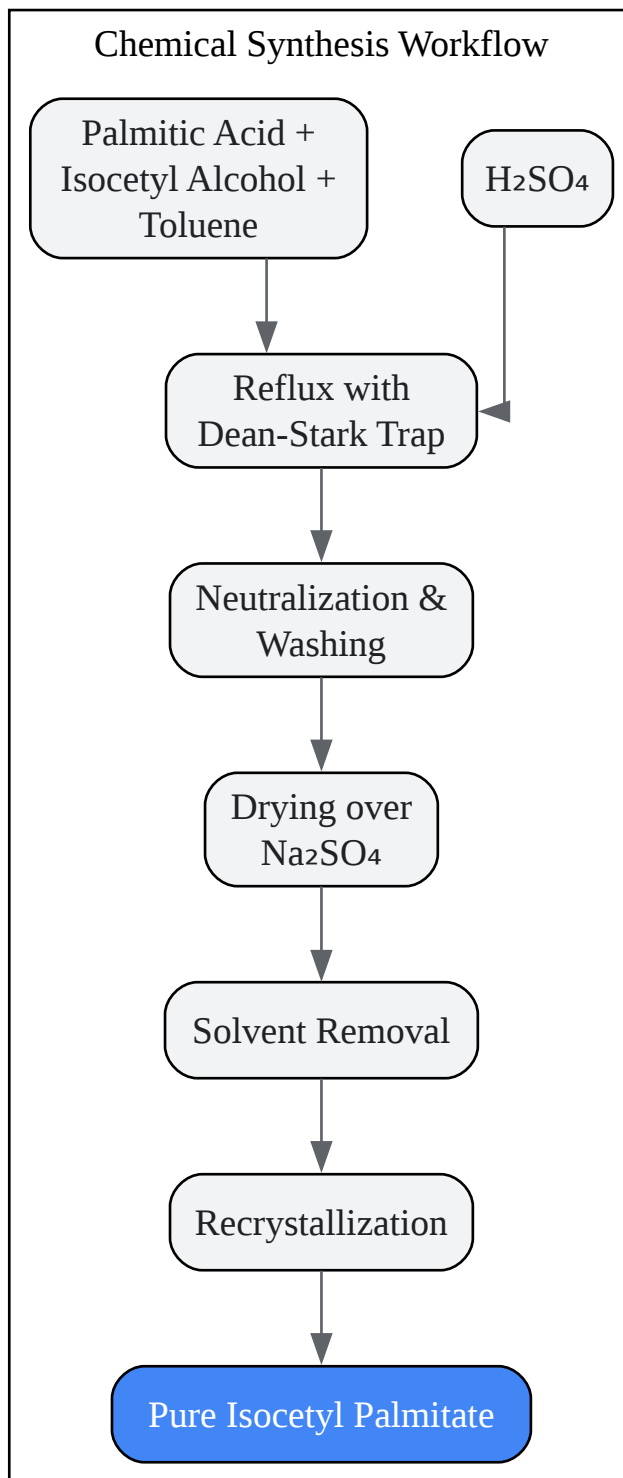 Chemical Synthesis Workflow
Palmitic Acid +
Isocetyl Alcohol +
Toluene
H₂SO₄
Reflux with
Dean-Stark Trap
Neutralization &
Washing
Drying over
Na₂SO₄
Solvent Removal
Recrystallization
Pure Isocetyl Palmitate